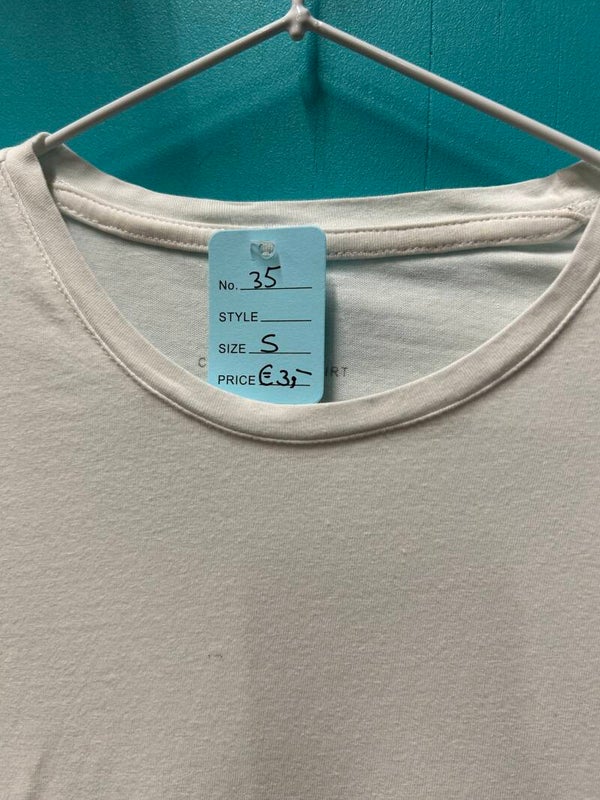 No. 35
STYLE
SIZE S
PRICE € 3,-